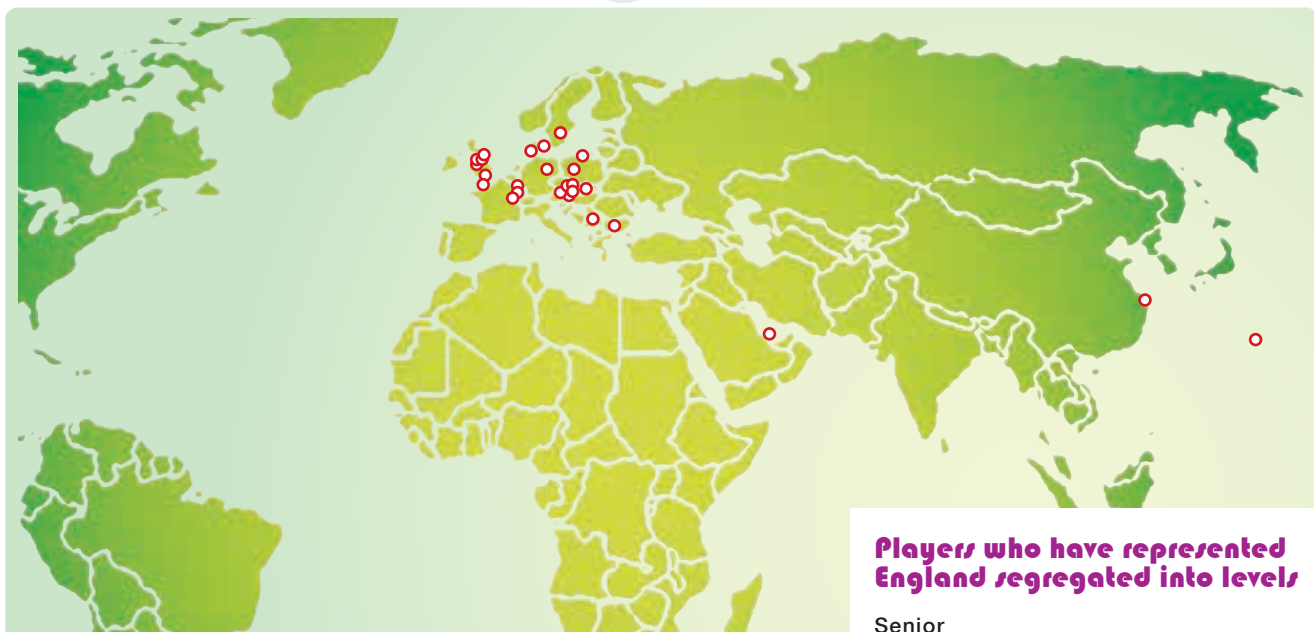 Players who have represented
England segregated into levels
Senior